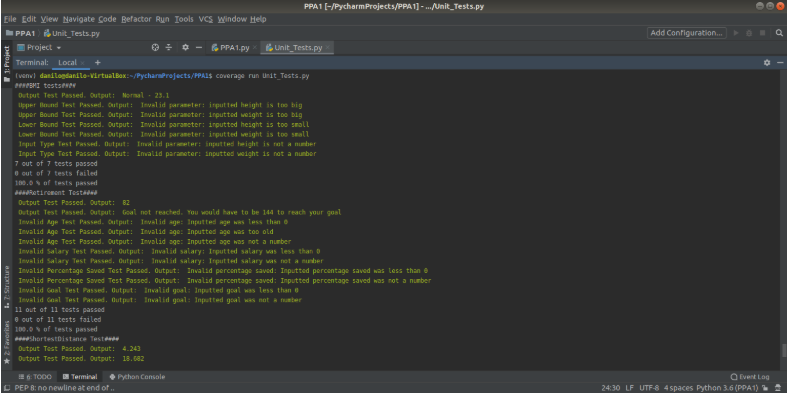 PPA1 [~/PycharmProjects/PPA1] - .../Unit_Tests.py
File Edit View Navigate Code Refactor Run Tools VCS Window Help
PPA1 Unit_Tests.py Add Configuration...
Project PPA1.py Unit_Tests.py
1: Project
Terminal: Local +
(venv) danilo@danilo-VirtualBox:~/PycharmProjects/PPA1$ coverage run Unit_Tests.py
####BMI tests####
Output Test Passed. Output: Normal - 23.1
Upper Bound Test Passed. Output: Invalid parameter: inputted height is too big
Upper Bound Test Passed. Output: Invalid parameter: inputted weight is too big
Lower Bound Test Passed. Output: Invalid parameter: inputted height is too small
Lower Bound Test Passed. Output: Invalid parameter: inputted weight is too small
Input Type Test Passed. Output: Invalid parameter: inputted height is not a number
Input Type Test Passed. Output: Invalid parameter: inputted weight is not a number
7 out of 7 tests passed
0 out of 7 tests failed
100.0 % of tests passed
####Retirement Test####
Output Test Passed. Output: 82
Output Test Passed. Output: Goal not reached. You would have to be 144 to reach your goal
Invalid Age Test Passed. Output: Invalid age: Inputted age was less than 0
Invalid Age Test Passed. Output: Invalid age: Inputted age was too old
Invalid Age Test Passed. Output: Invalid age: Inputted age was not a number
Invalid Salary Test Passed. Output: Invalid salary: Inputted salary was less than 0
Invalid Salary Test Passed. Output: Invalid salary: Inputted salary was not a number
Invalid Percentage Saved Test Passed. Output: Invalid percentage saved: Inputted percentage saved was less than 0
Invalid Percentage Saved Test Passed. Output: Invalid percentage saved: Inputted percentage saved was not a number
Invalid Goal Test Passed. Output: Invalid goal: Inputted goal was less than 0
Invalid Goal Test Passed. Output: Invalid goal: Inputted goal was not a number
11 out of 11 tests passed
0 out of 11 tests failed
100.0 % of tests passed
####ShortestDistance Test####
Output Test Passed. Output: 4.243
Output Test Passed. Output: 18.682
7: Structure
2: Favorites
6: TODO Terminal Python Console Event Log
PEP 8: no newline at end of .. 24:30 LF UTF-8 4 spaces Python 3.6 (PPA1)